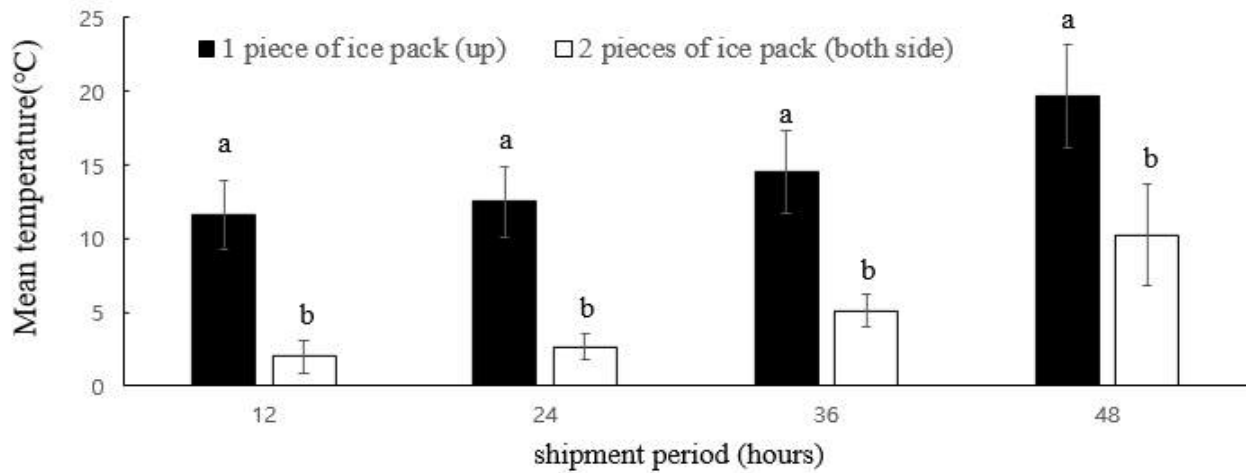 25
20
15
10
5
0
Mean temperature(°C)
1 piece of ice pack (up) 2 pieces of ice pack (both side)
a b
a b
a b
a b
12 24 36 48
shipment period (hours)